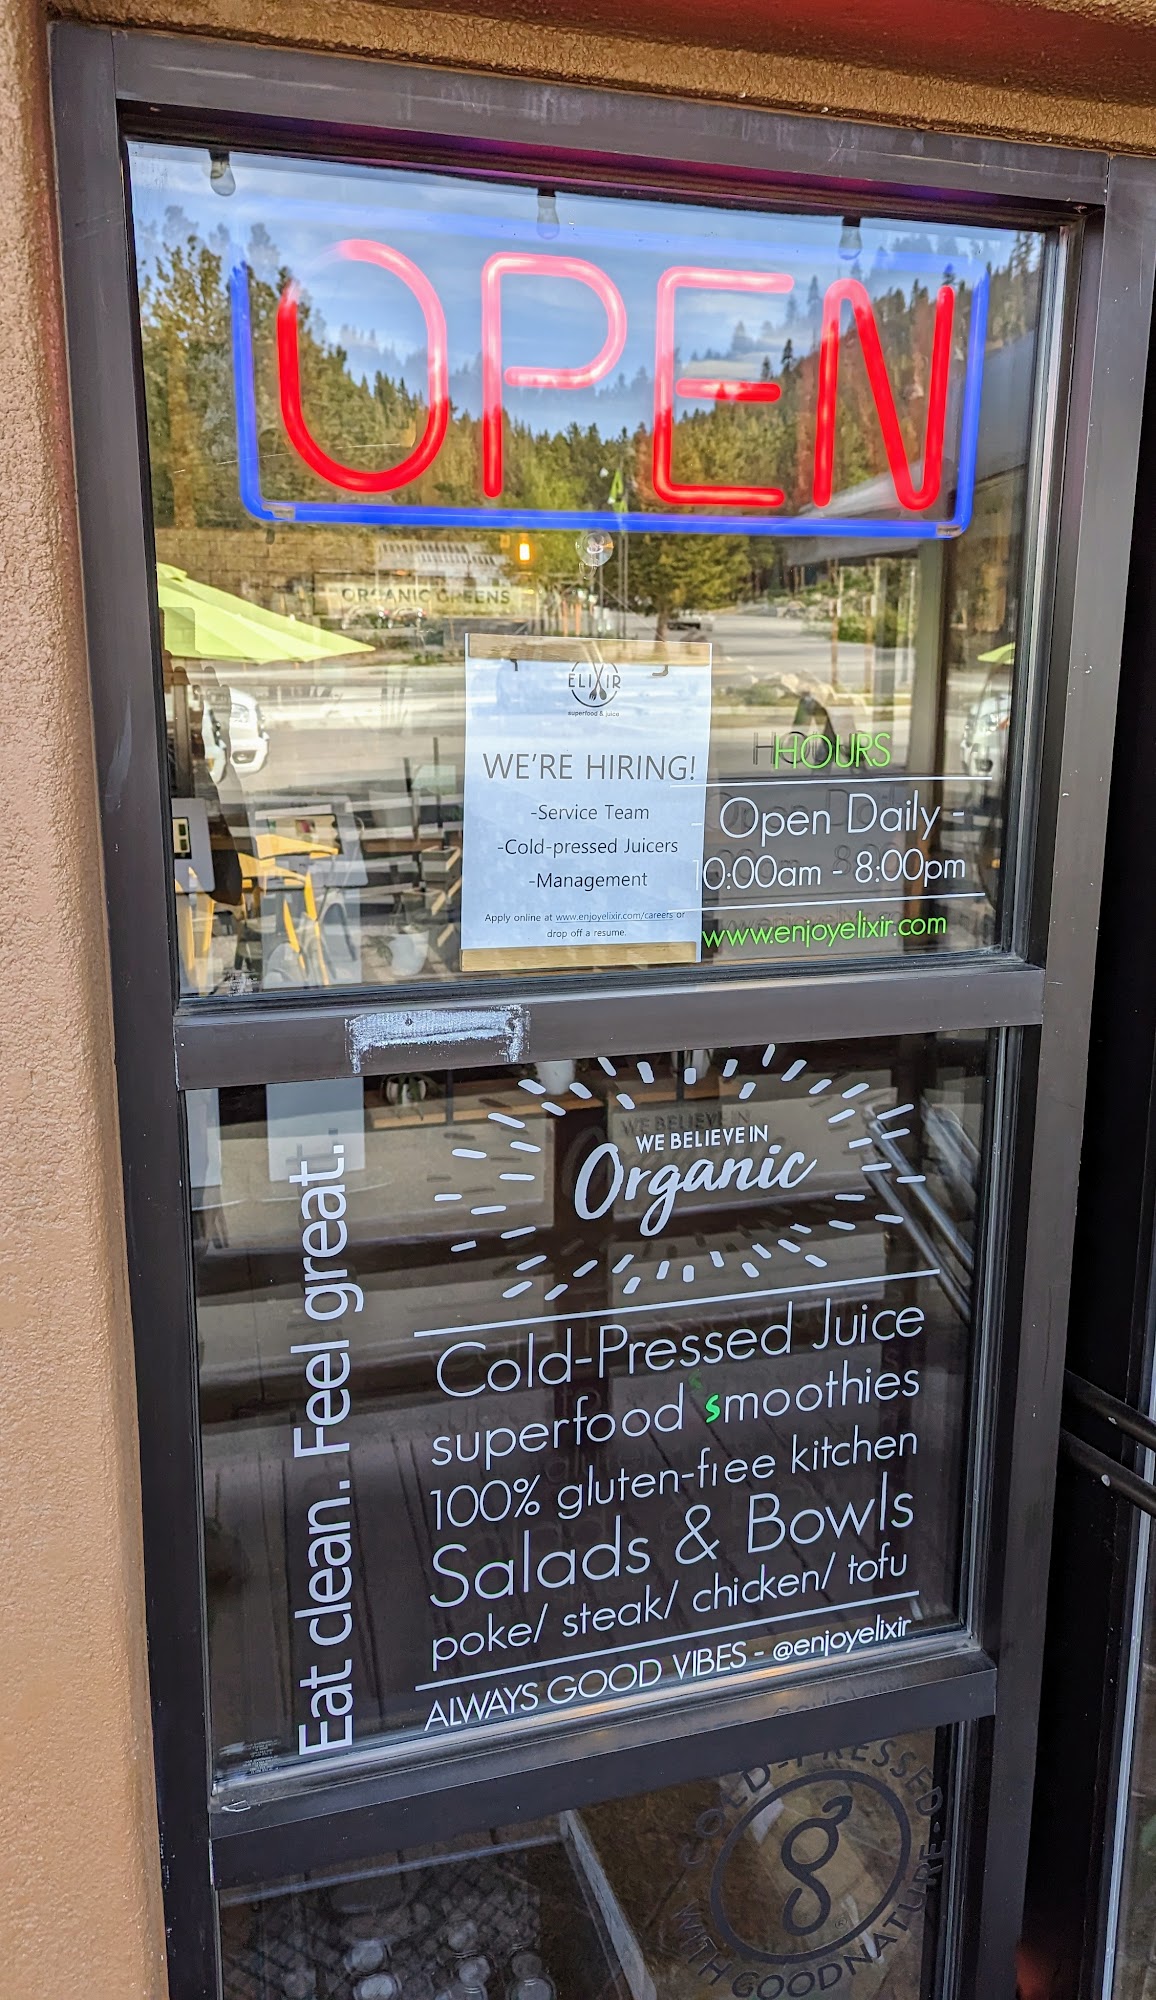 OPEN
ORGANIC GREENS
ELIXIR
superfood & juice
WE'RE HIRING!
-Service Team
-Cold-pressed Juicers
-Management
Apply online at www.enjoyelixir.com/careers or
drop off a resume.
HOURS
- Open Daily -
10:00am - 8:00pm
www.enjoyelixir.com
Eat clean. Feel great.
WE BELIEVE IN
Organic
Cold-Pressed Juice
superfood smoothies
100% gluten-free kitchen
Salads & Bowls
poke/ steak/ chicken/ tofu
ALWAYS GOOD VIBES - @enjoyelixir
COLD-PRESSED
WITH GOODNATURE
g